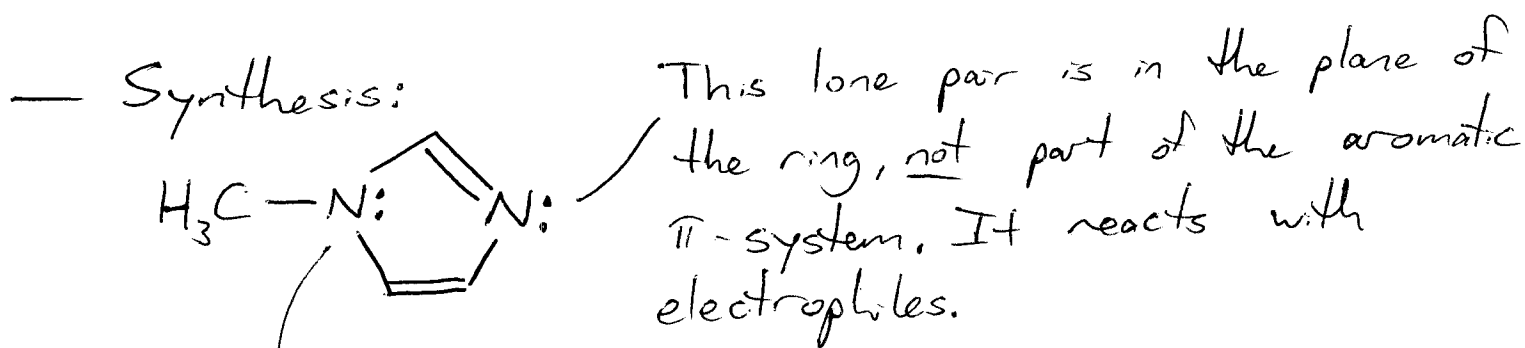 — Synthesis:
This lone pair is in the plane of
the ring, not part of the aromatic
H₃C—N: N:
π-system. It reacts with
electrophiles.